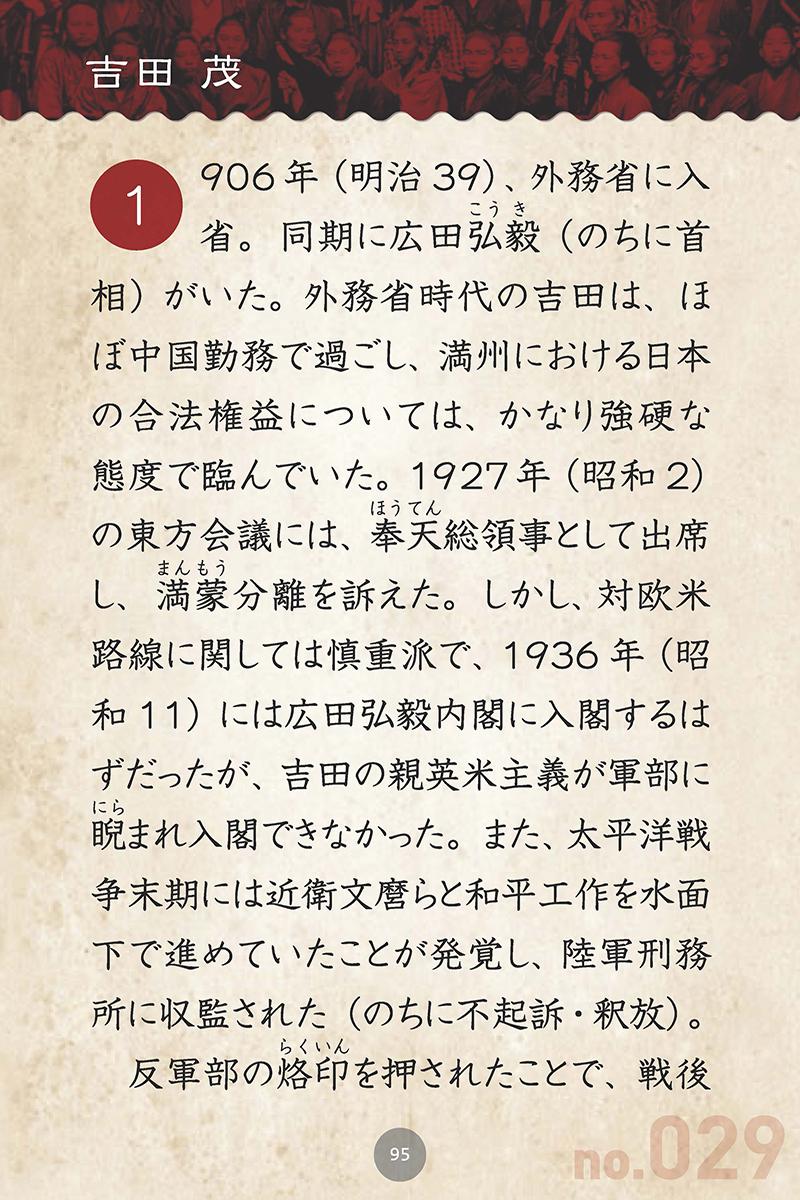 吉田 茂
1906年（明治39）、外務省に入
省。同期に広田弘毅（のちに首
こう き
相）がいた。外務省時代の吉田は、ほ
ぼ中国勤務で過ごし、満州における日本
の合法権益については、かなり強硬な
態度で臨んでいた。1927年（昭和2）
の東方会議には、奉天総領事として出席
ほうてん
し、満蒙分離を訴えた。しかし、対欧米
まんもう
路線に関しては慎重派で、1936年（昭
和11）には広田弘毅内閣に入閣するは
ずだったが、吉田の親英米主義が軍部に
睨まれ入閣できなかった。また、太平洋戦
にら
争末期には近衛文麿らと和平工作を水面
下で進めていたことが発覚し、陸軍刑務
所に収監された（のちに不起訴・釈放）。
反軍部の烙印を押されたことで、戦後
らくいん
95
no.029